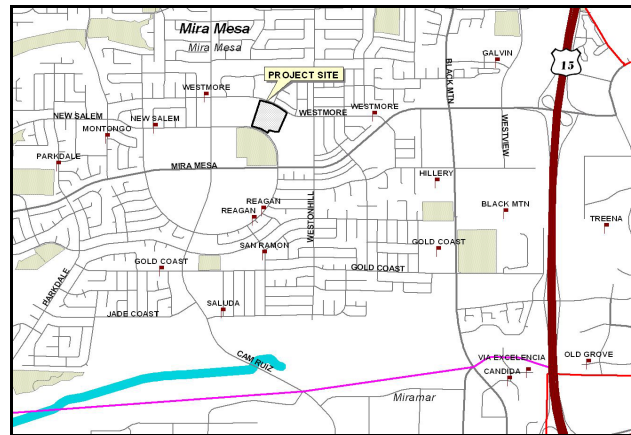 Mira Mesa
Mira Mesa
GALVIN
15
PROJECT SITE
BLACK MTN
WESTMORE
NEW SALEM
NEW SALEM
MONTONGO
WESTMORE
WESTMORE
WESTVIEW
PARKDALE
MIRA MESA
HILLERY
REAGAN
REAGAN
WESTONHILL
BLACK MTN
TREENA
SAN RAMON
GOLD COAST
GOLD COAST
GOLD COAST
PARKDALE
SALUDA
JADE COAST
CAM RUIZ
VIA EXCELENCIA
OLD GROVE
CANDIDA
Miramar